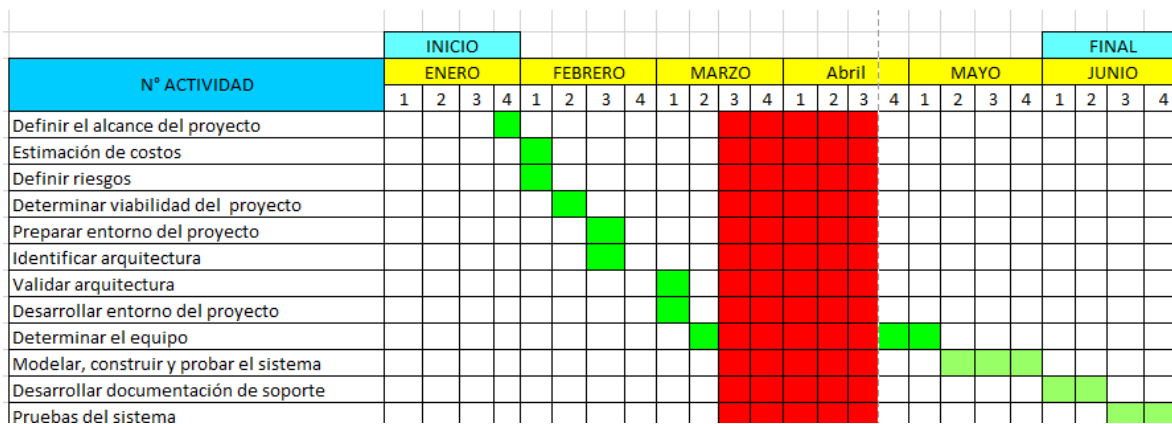 INICIO FINAL
N° ACTIVIDAD ENERO FEBRERO MARZO Abril MAYO JUNIO
1 2 3 4 1 2 3 4 1 2 3 4 1 2 3 4 1 2 3 4 1 2 3 4
Definir el alcance del proyecto
Estimación de costos
Definir riesgos
Determinar viabilidad del proyecto
Preparar entorno del proyecto
Identificar arquitectura
Validar arquitectura
Desarrollar entorno del proyecto
Determinar el equipo
Modelar, construir y probar el sistema
Desarrollar documentación de soporte
Pruebas del sistema